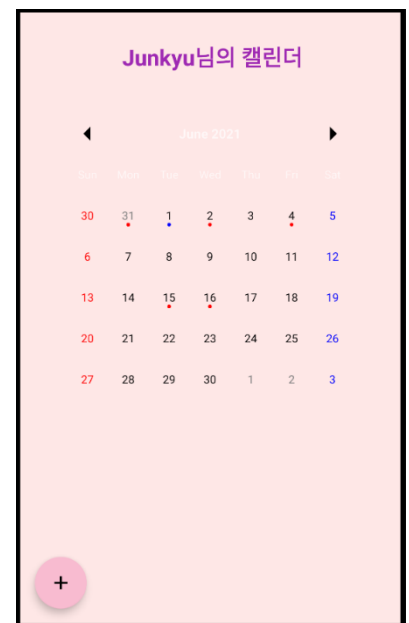 Junkyu님의 캘린더
June 2021
Sun Mon Tue Wed Thu Fri Sat
30 31 1 2 3 4 5
6 7 8 9 10 11 12
13 14 15 16 17 18 19
20 21 22 23 24 25 26
27 28 29 30 1 2 3
+